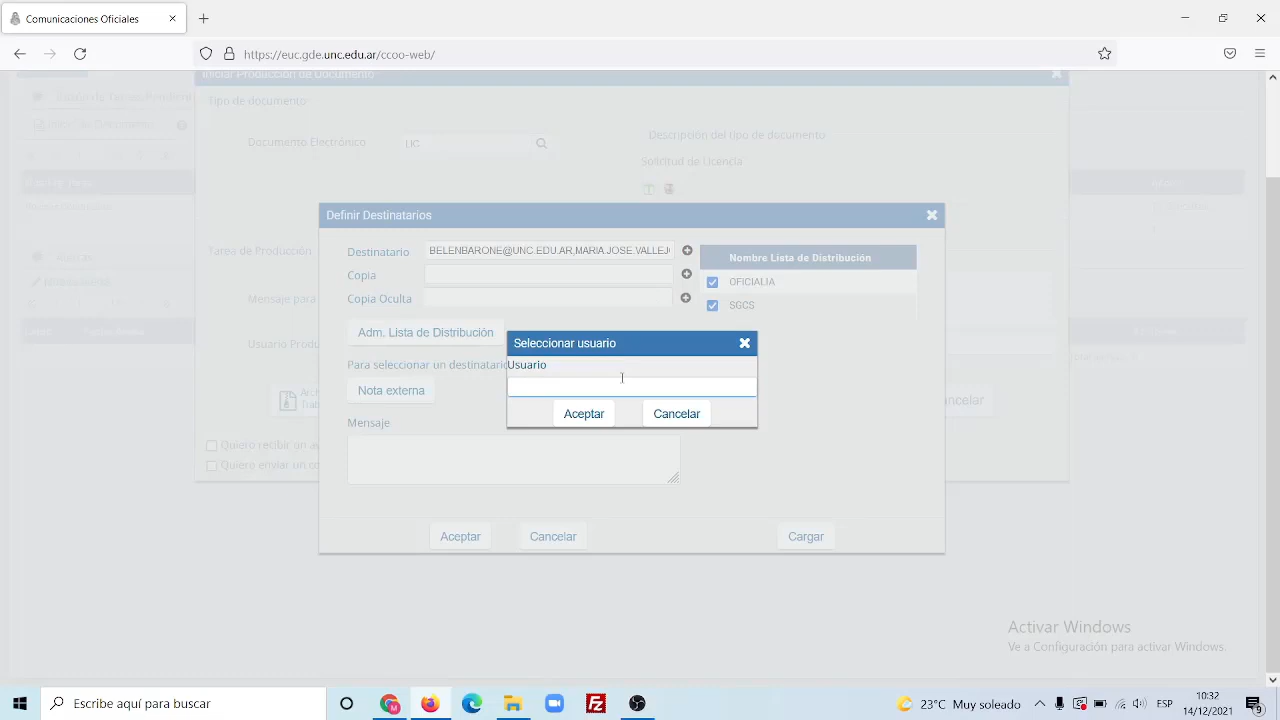 Comunicaciones Oficiales
https://euc.gde.unc.edu.ar/ccoo-web/
Iniciar Producción de Documento
Tipo de documento
Documento Electrónico
Descripción del tipo de documento
Solicitud de Licencia
Tarea de Producción
Mensaje para
Usuario Produ
Quiero recibir un av
Quiero enviar un co
Definir Destinatarios
Destinatario
BELENBARONE@UNC.EDU.AR,MARIA.JOSE.VALLEJ
Copia
Copia Oculta
Nombre Lista de Distribución
OFICIALIA
SGCS
Adm. Lista de Distribución
Para seleccionar un destinatario
Nota externa
Mensaje
Seleccionar usuario
Usuario
Aceptar
Cancelar
Aceptar
Cancelar
Cargar
Activar Windows
Ve a Configuración para activar Windows.
Escribe aquí para buscar
23°C Muy soleado
ESP
10:32
14/12/2021